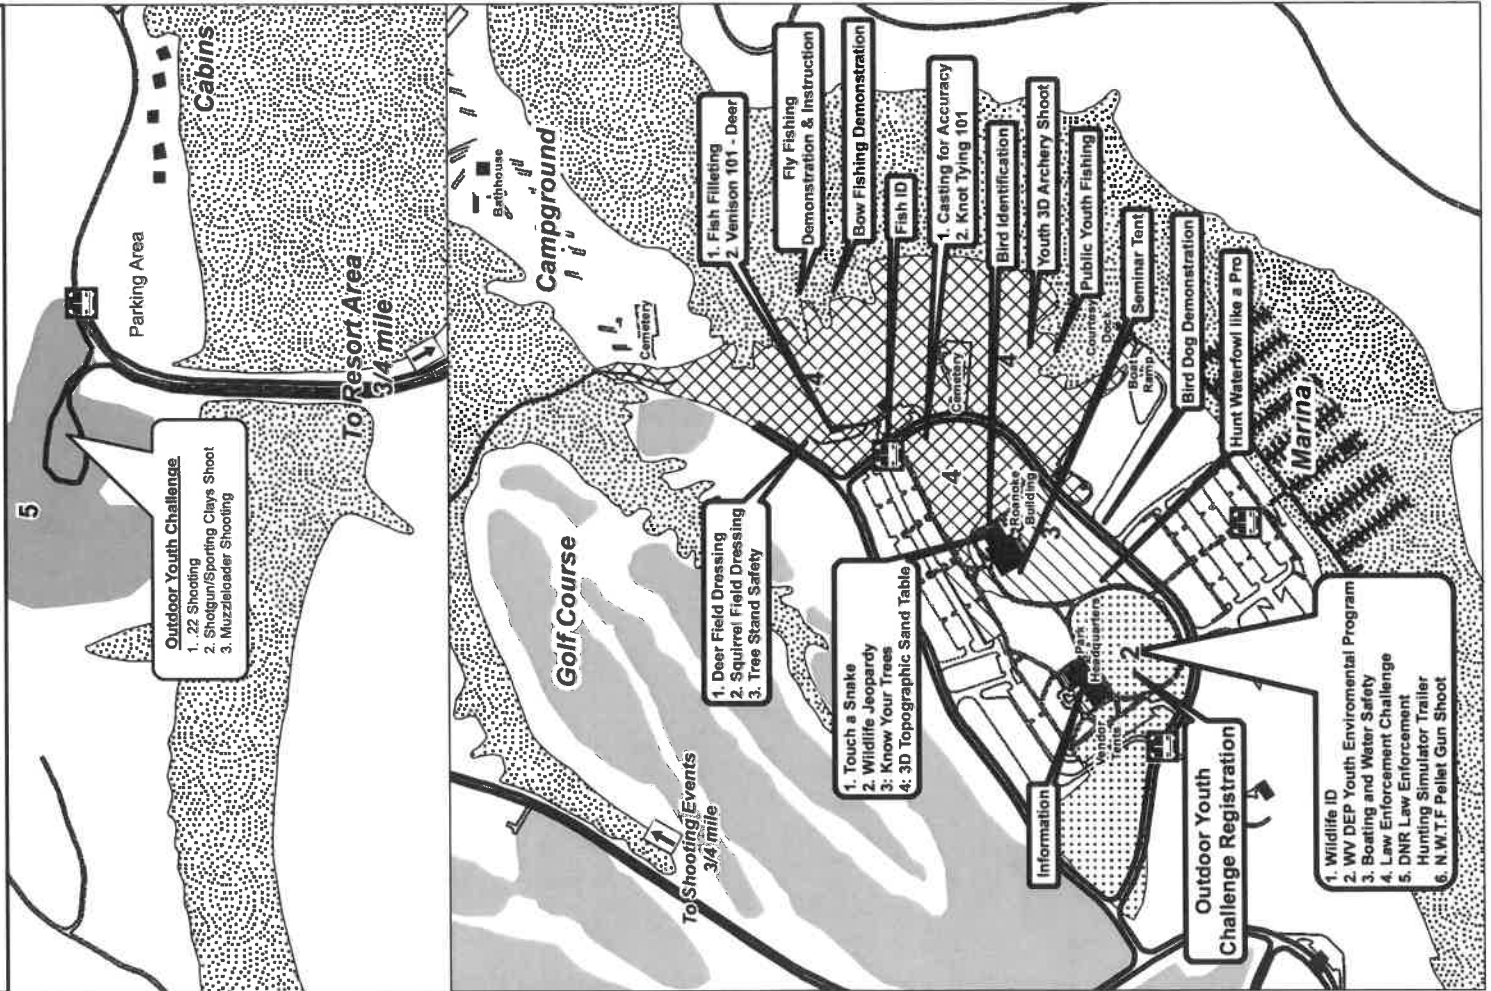 5
Outdoor Youth Challenge
1. .22 Shooting
2. Shotgun/Sporting Clays Shoot
3. Muzzleloader Shooting
Parking Area
Cabins
To Resort Area
3/4 mile
Bathhouse
Campground
Cemetery
Golf Course
To Shooting Events
3/4 mile
1. Fish Filleting
2. Venison 101 - Deer
Fly Fishing
Demonstration & Instruction
Bow Fishing Demonstration
Fish ID
1. Casting for Accuracy
2. Knot Tying 101
Bird Identification
Youth 3D Archery Shoot
Public Youth Fishing
Seminar Tent
Bird Dog Demonstration
Hunt Waterfowl like a Pro
1. Deer Field Dressing
2. Squirrel Field Dressing
3. Tree Stand Safety
1. Touch a Snake
2. Wildlife Jeopardy
3: Know Your Trees
4: 3D Topographic Sand Table
4
4
4
Cemetery
Courtesy
Dock
Boat
Ramp
Roanoke
Building
3
Marina
Park
Headquarters
2
Vendor
Tents
Information
Outdoor Youth
Challenge Registration
1. Wildlife ID
2. WV DEP Youth Enviromental Program
3. Boating and Water Safety
4. Law Enforcement Challenge
5. DNR Law Enforcement
Hunting Simulator Trailer
6. N.W.T.F Pellet Gun Shoot